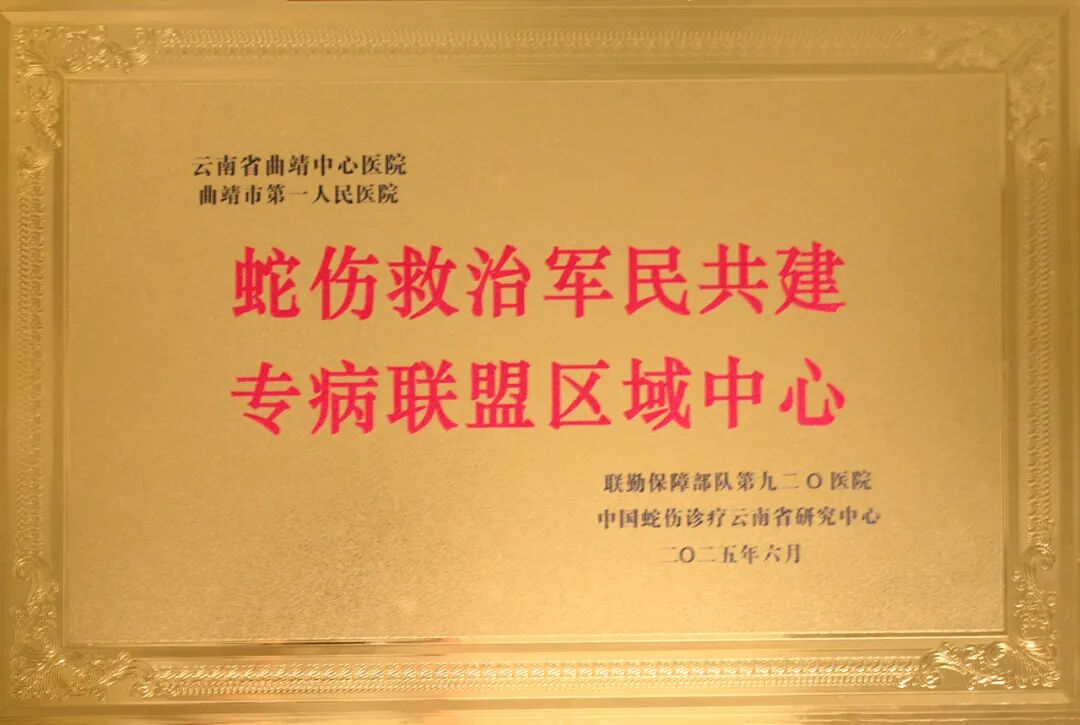 云南省曲靖中心医院
曲靖市第一人民医院
蛇伤救治军民共建
专病联盟区域中心
联勤保障部队第九二〇医院
中国蛇伤诊疗云南省研究中心
二〇二五年六月